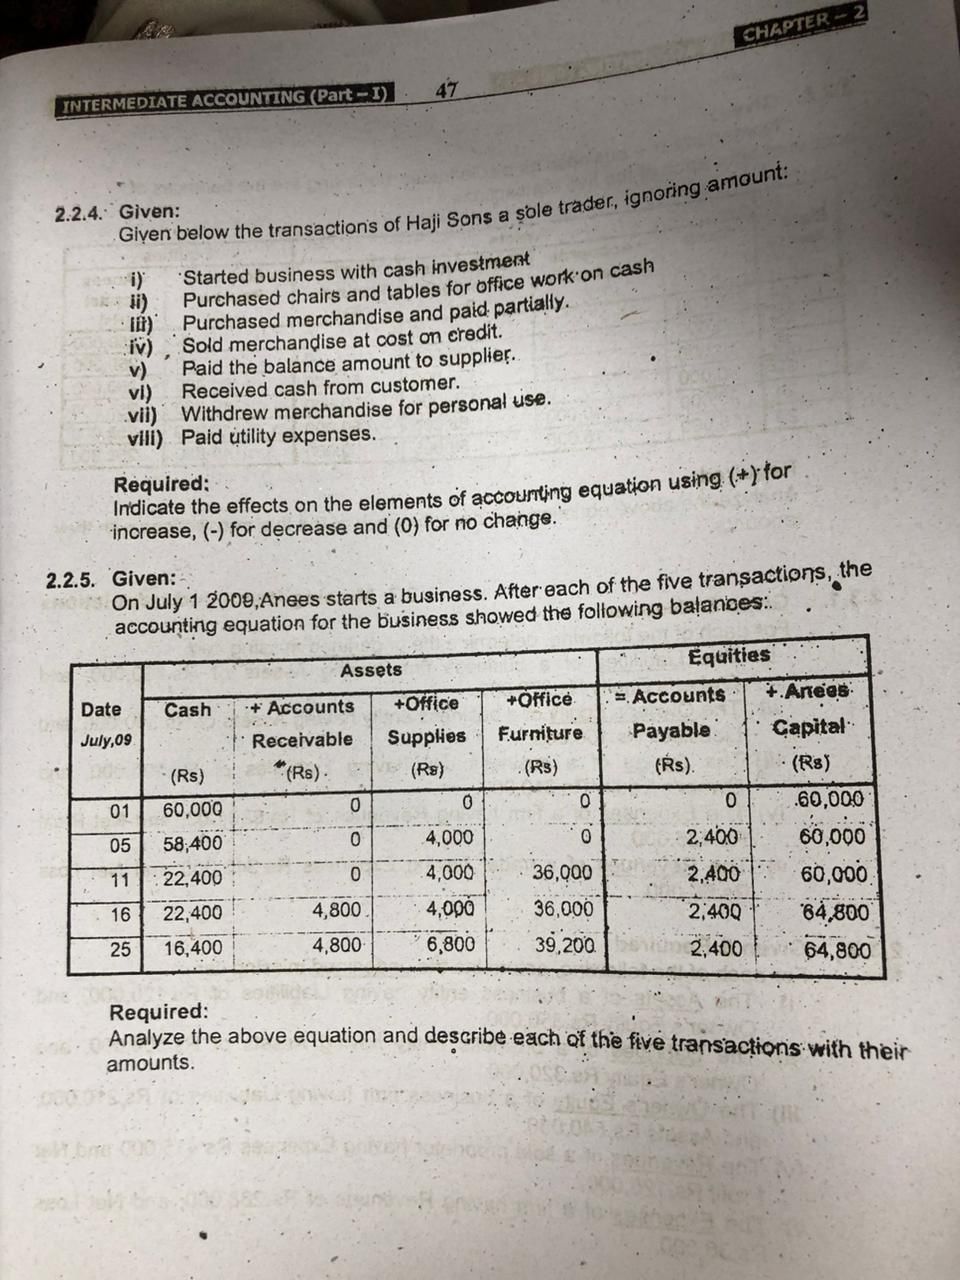 CHAPTER – 2
INTERMEDIATE ACCOUNTING (Part – I) 47
2.2.4. Given:
Given below the transactions of Haji Sons a sole trader, ignoring amount:
i) Started business with cash investment
ii) Purchased chairs and tables for office work on cash
iii) Purchased merchandise and paid partially.
iv) Sold merchandise at cost on credit.
v) Paid the balance amount to supplier.
vi) Received cash from customer.
vii) Withdrew merchandise for personal use.
viii) Paid utility expenses.
Required:
Indicate the effects on the elements of accounting equation using (+) for
increase, (-) for decrease and (0) for no change.
2.2.5. Given:
On July 1 2009, Anees starts a business. After each of the five transactions, the
accounting equation for the business showed the following balances:
Assets Equities
Date Cash + Accounts +Office +Office = Accounts + Anees
July,09 Receivable Supplies Furniture Payable Capital
(Rs) (Rs) (Rs) (Rs) (Rs) (Rs)
01 60,000 0 0 0 0 60,000
05 58,400 0 4,000 0 2,400 60,000
11 22,400 0 4,000 36,000 2,400 60,000
16 22,400 4,800 4,000 36,000 2,400 64,800
25 16,400 4,800 6,800 39,200 2,400 64,800
Required:
Analyze the above equation and describe each of the five transactions with their
amounts.